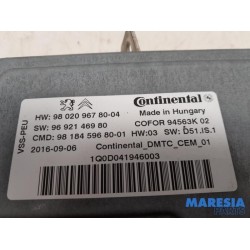 Continental
Made in Hungary
HW: 98 020 967 80-04
COFOR 94563K 02
SW: 96 921 469 80
CMD: 98 184 596 80-01 HW:03 SW: D51.IS.1
2016-09-06 Continental_DMTC_CEM_01
1Q0D041946003
VSS-PEU
MARESIA
PARTS